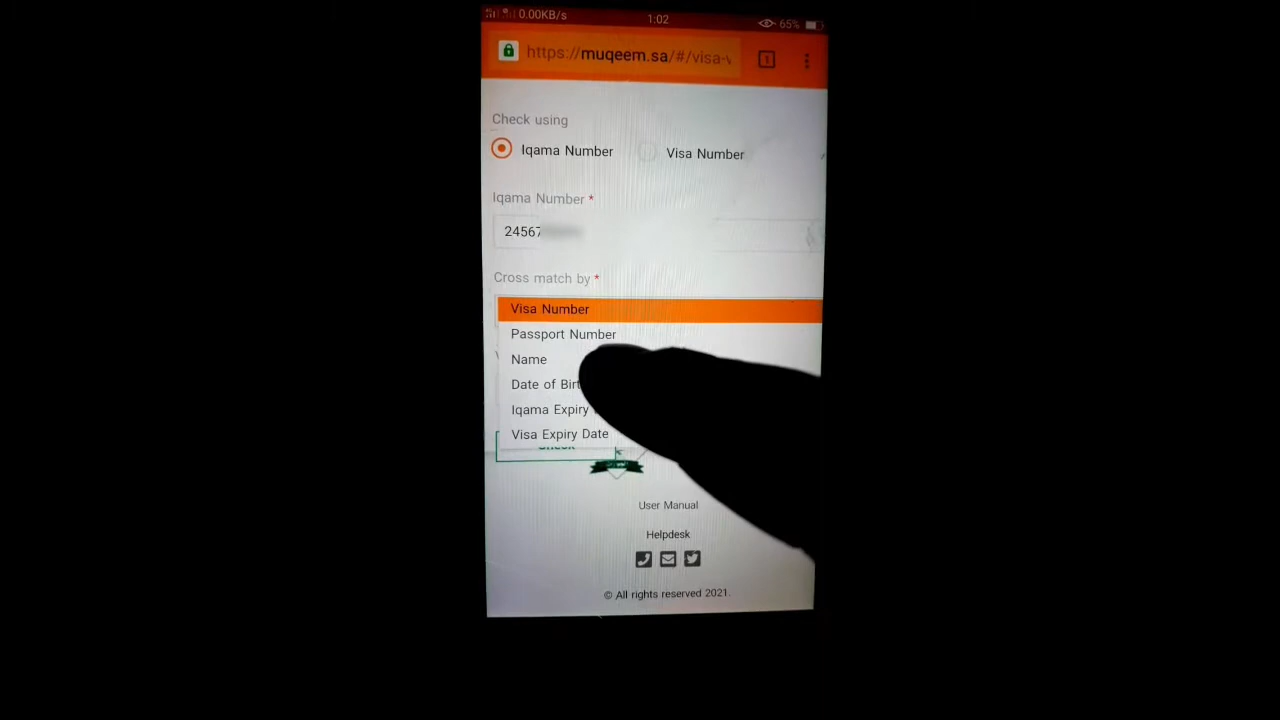 0.00KB/s 1:02 65%
https://muqeem.sa/#/visa-v
1
Check using
Iqama Number Visa Number
Iqama Number *
24567
Cross match by *
Visa Number
Passport Number
Name
Date of Birt
Iqama Expiry
Visa Expiry Date
Check
User Manual
Helpdesk
© All rights reserved 2021.